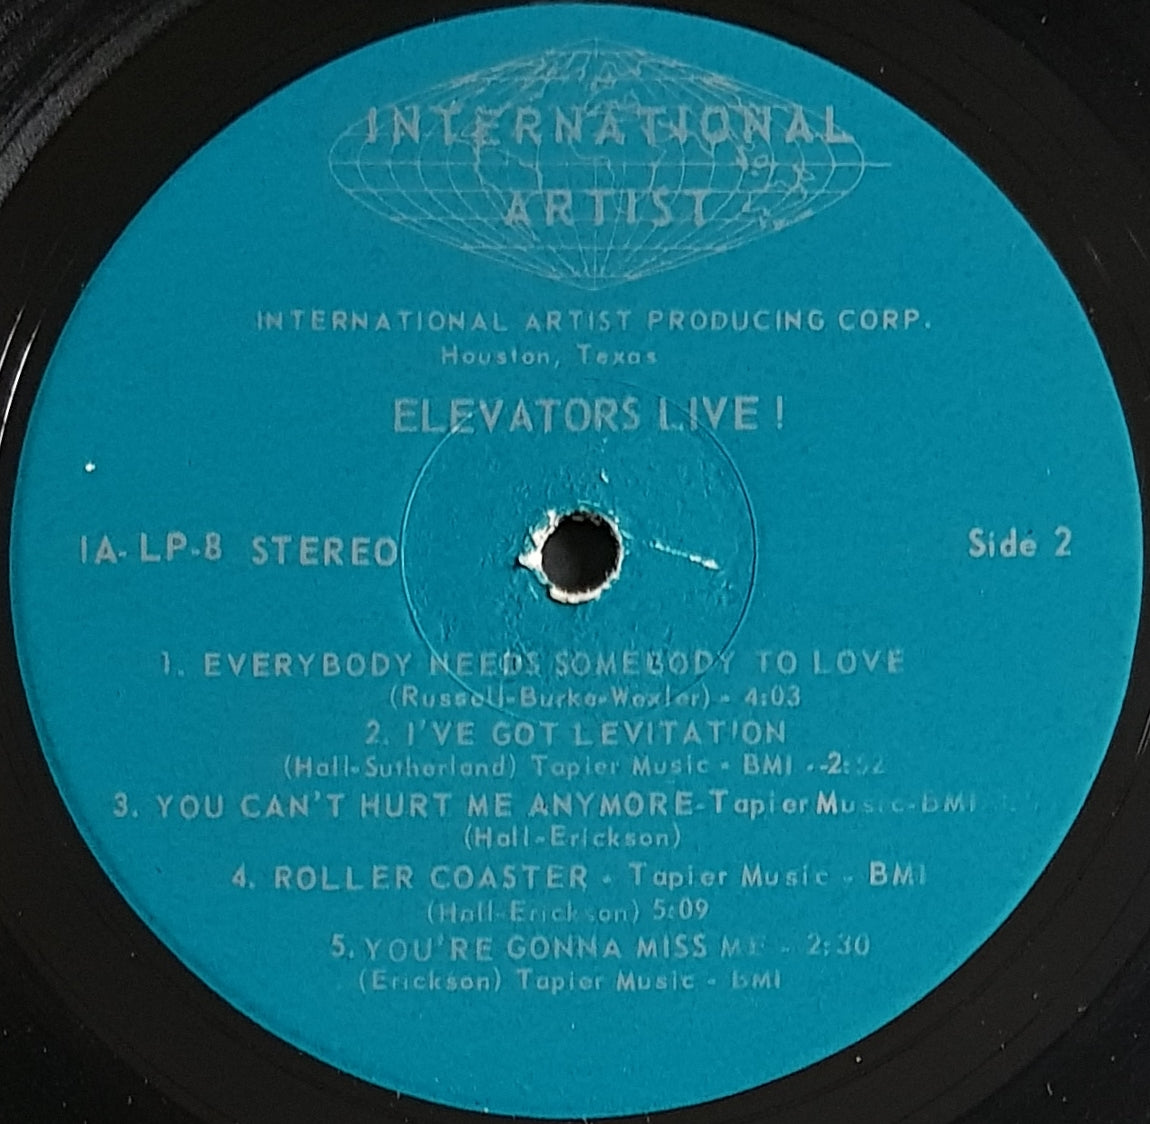 INTERNATIONAL
ARTIST
INTERNATIONAL ARTIST PRODUCING CORP.
Houston, Texas
ELEVATORS LIVE!
IA-LP-8 STEREO
Side 2
1. EVERYBODY NEEDS SOMEBODY TO LOVE
(Russell-Burke-Wexler) - 4:03
2. I'VE GOT LEVITATION
(Hall-Sutherland) Tapier Music - BMI --2:52
3. YOU CAN'T HURT ME ANYMORE-Tapier Music-BMI
(Hall-Erickson)
4. ROLLER COASTER - Tapier Music - BMI
(Hall-Erickson) 5:09
5. YOU'RE GONNA MISS ME - 2:30
(Erickson) Tapier Music - BMI